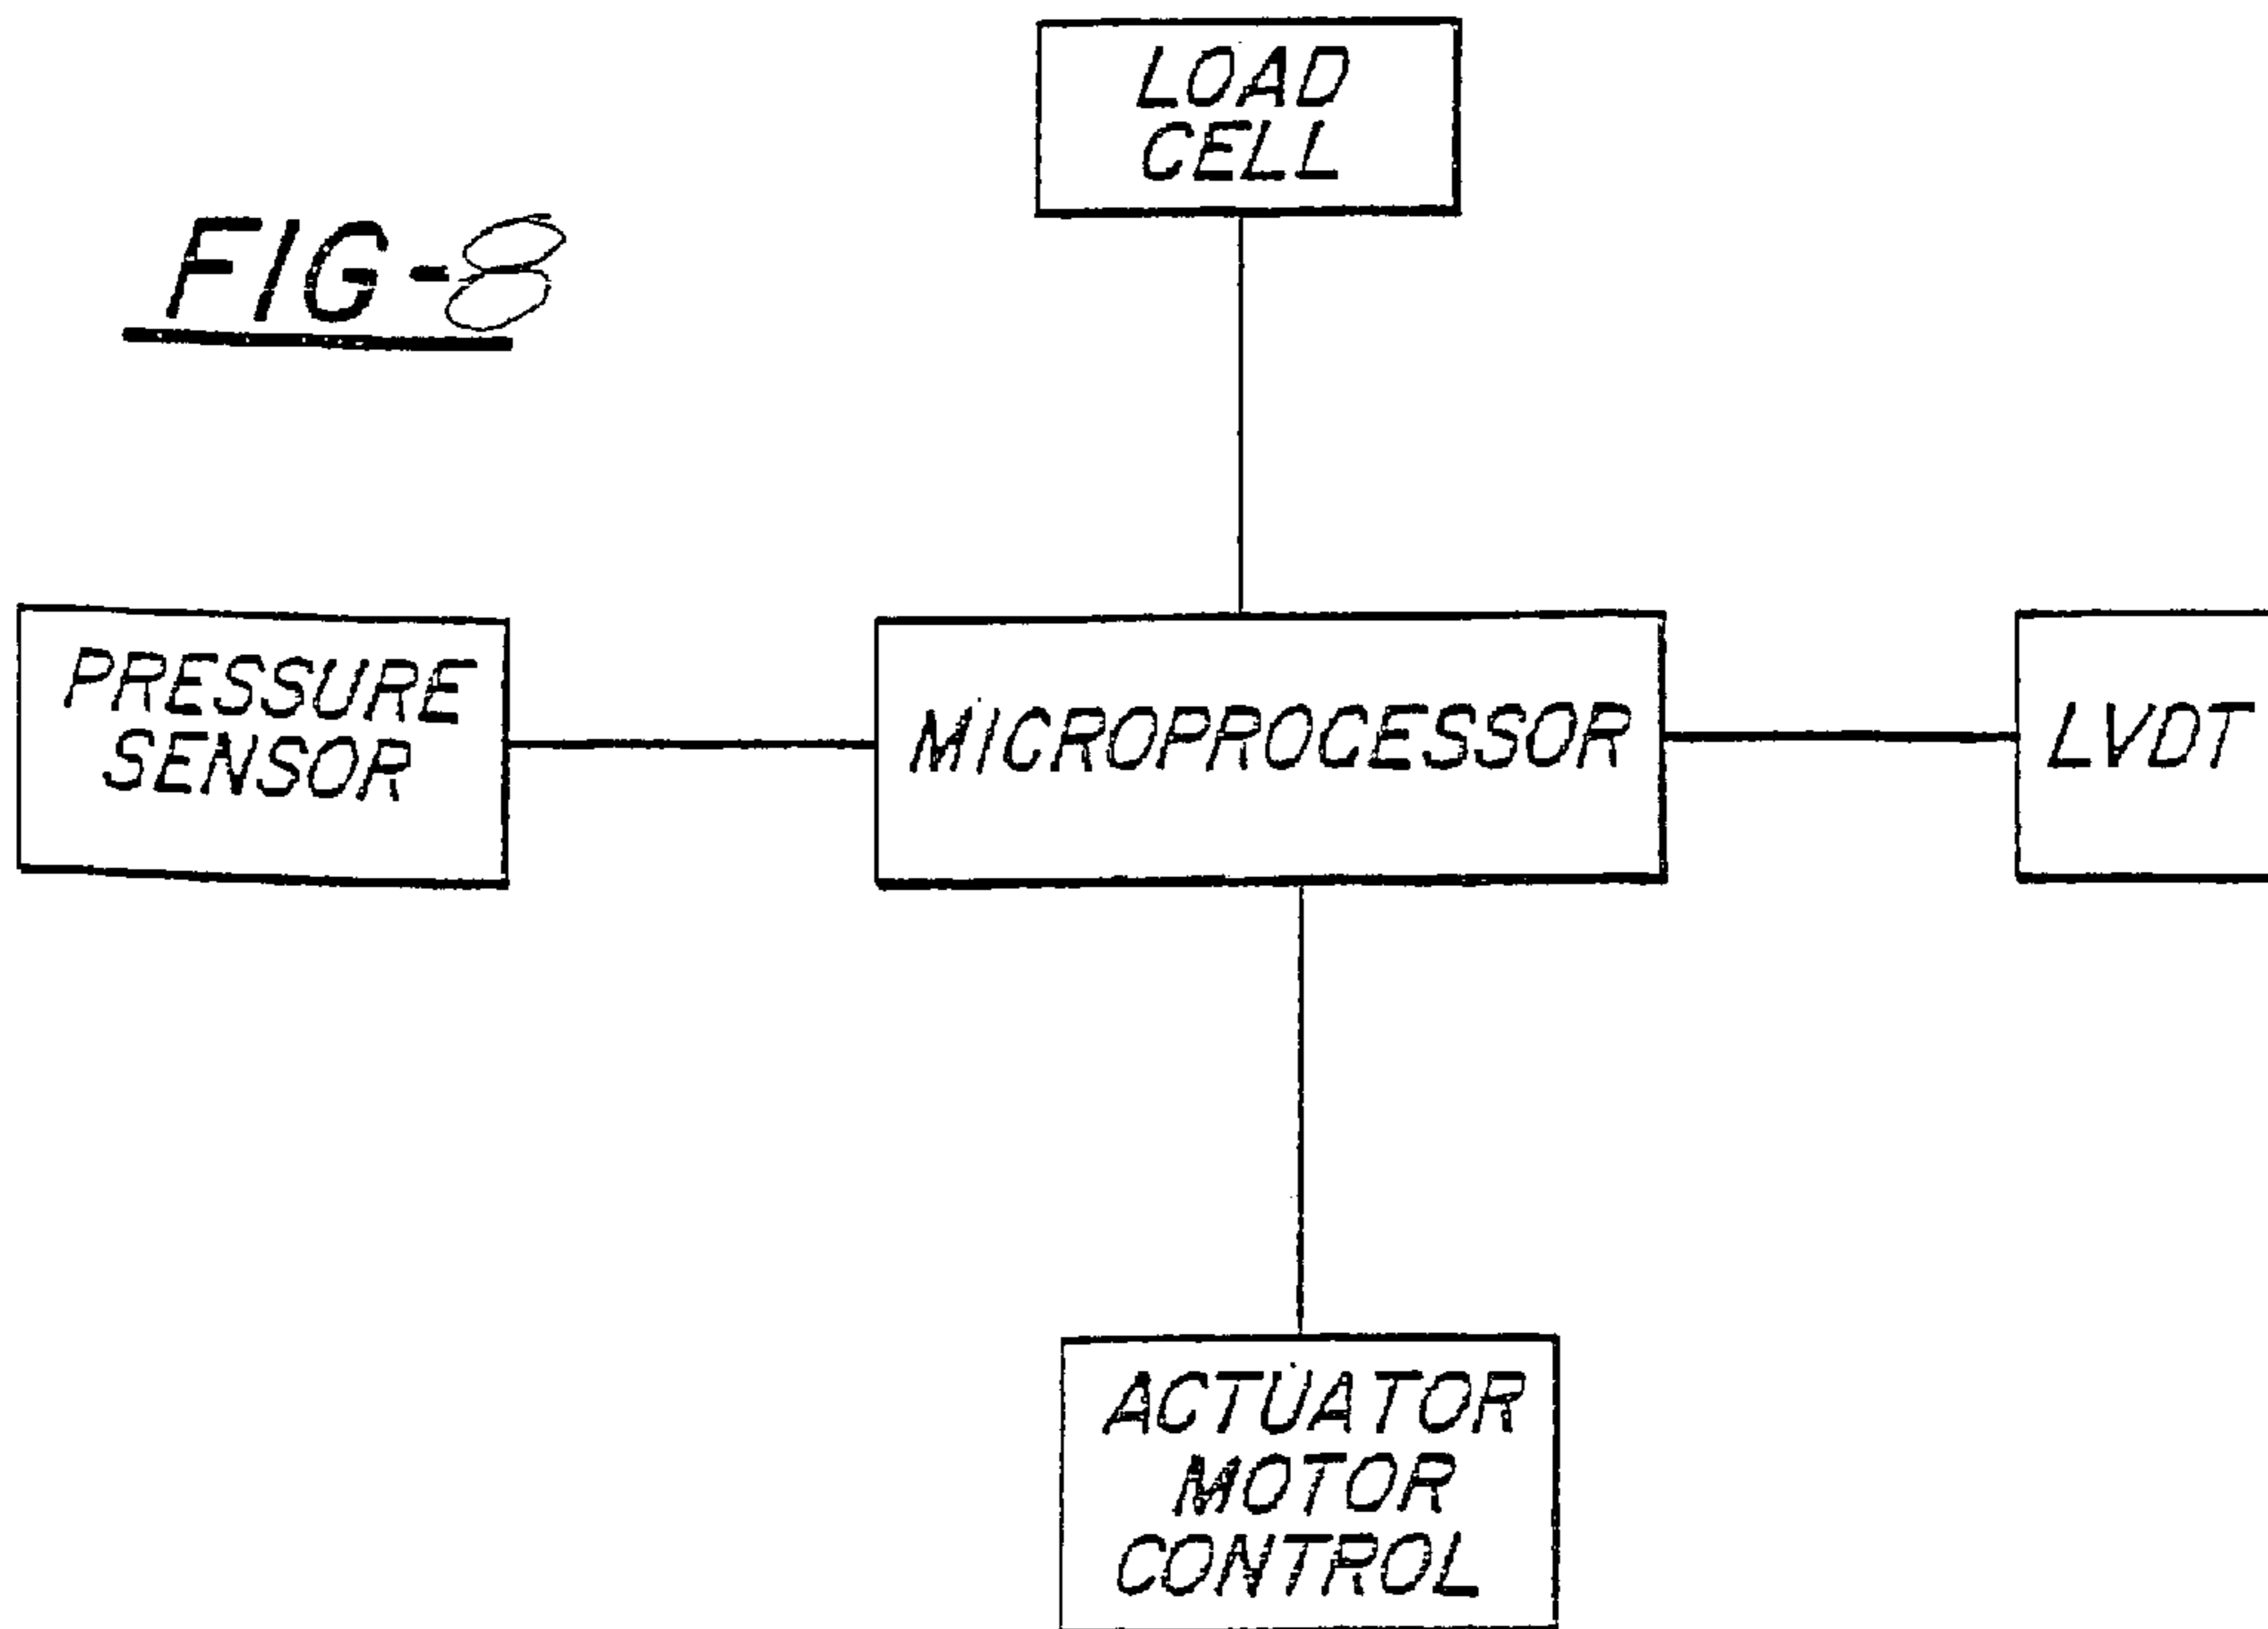 LOAD
CELL
FIG-8
PRESSURE
SENSOR
MICROPROCESSOR
LVDT
ACTUATOR
MOTOR
CONTROL